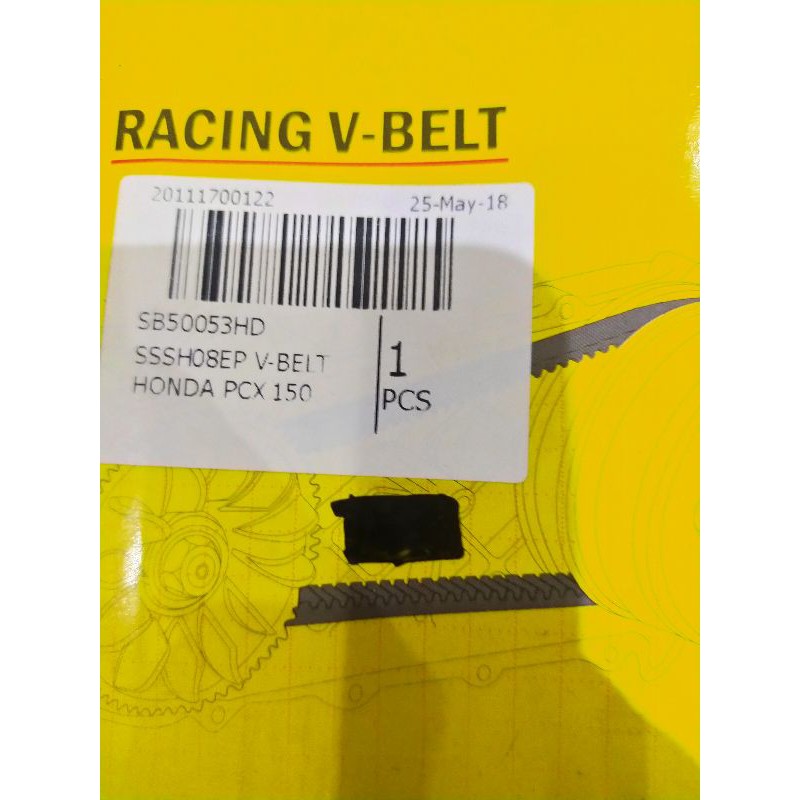 RACING V-BELT
20111700122
25-May-18
SB50053HD
SSSH08EP V-BELT
HONDA PCX 150
1
PCS